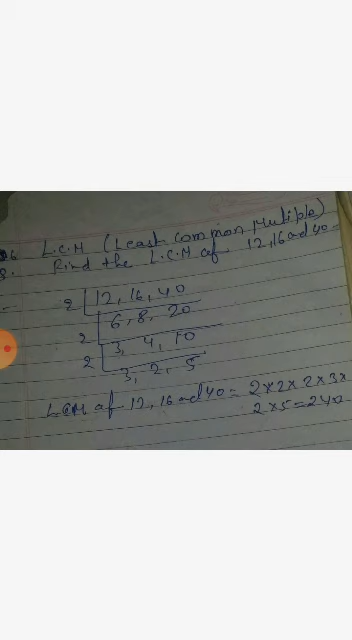 L.C.M (Least common Multiple)
Find the L.C.M of 12,16 and 40 -
2 12, 16, 40
2 6, 8, 20
2 3, 4, 10
3, 2, 5
LCM of 12, 16 and 40 = 2×2×2×3×
2×5=240